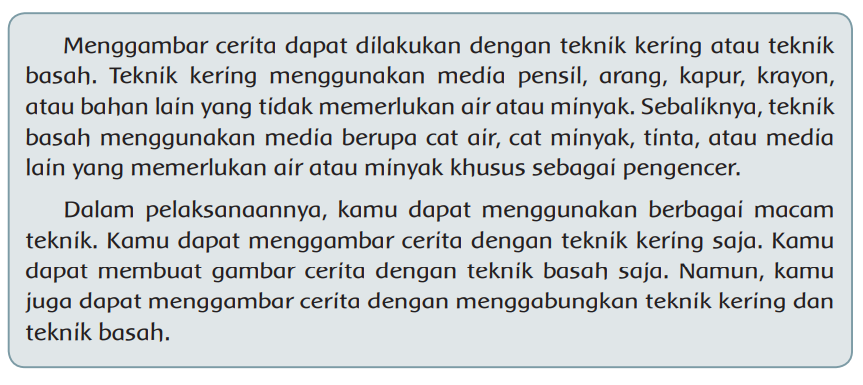 Menggambar cerita dapat dilakukan dengan teknik kering atau teknik
basah. Teknik kering menggunakan media pensil, arang, kapur, krayon,
atau bahan lain yang tidak memerlukan air atau minyak. Sebaliknya, teknik
basah menggunakan media berupa cat air, cat minyak, tinta, atau media
lain yang memerlukan air atau minyak khusus sebagai pengencer.
Dalam pelaksanaannya, kamu dapat menggunakan berbagai macam
teknik. Kamu dapat menggambar cerita dengan teknik kering saja. Kamu
dapat membuat gambar cerita dengan teknik basah saja. Namun, kamu
juga dapat menggambar cerita dengan menggabungkan teknik kering dan
teknik basah.